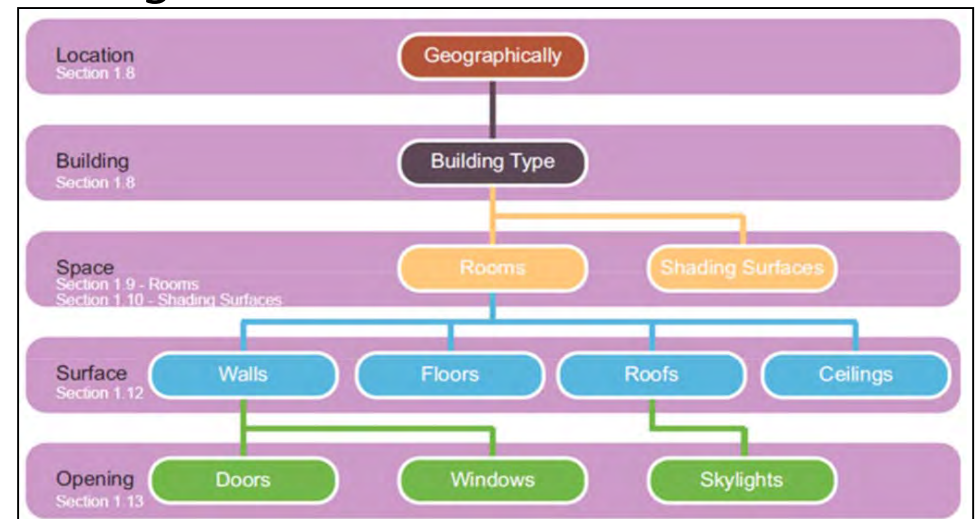 Location
Section 1.8
Geographically
Building
Section 1.8
Building Type
Space
Section 1.9 - Rooms
Section 1.10 - Shading Surfaces
Rooms
Shading Surfaces
Surface
Section 1.12
Walls
Floors
Roofs
Ceilings
Opening
Section 1.13
Doors
Windows
Skylights